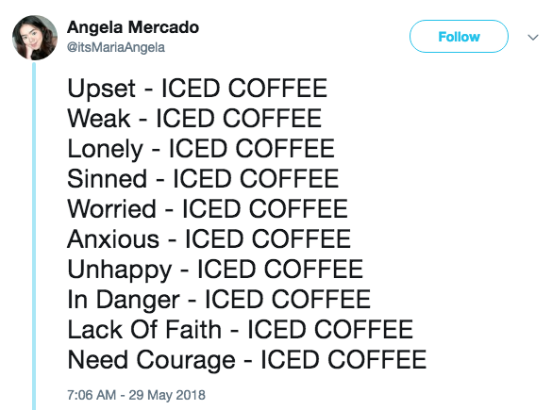 Angela Mercado
@itsMariaAngela
Follow
Upset - ICED COFFEE
Weak - ICED COFFEE
Lonely - ICED COFFEE
Sinned - ICED COFFEE
Worried - ICED COFFEE
Anxious - ICED COFFEE
Unhappy - ICED COFFEE
In Danger - ICED COFFEE
Lack Of Faith - ICED COFFEE
Need Courage - ICED COFFEE
7:06 AM - 29 May 2018